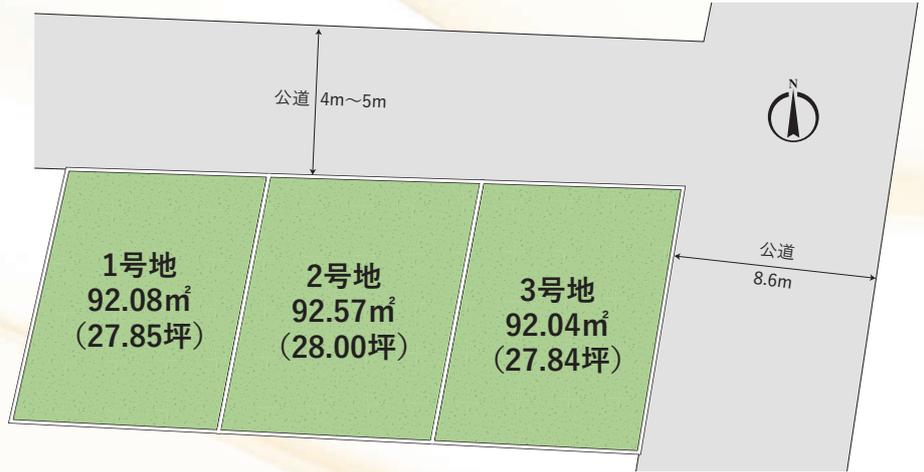 N
公道 4m〜5m
公道
8.6m
1号地
92.08㎡
（27.85坪）
2号地
92.57㎡
（28.00坪）
3号地
92.04㎡
（27.84坪）